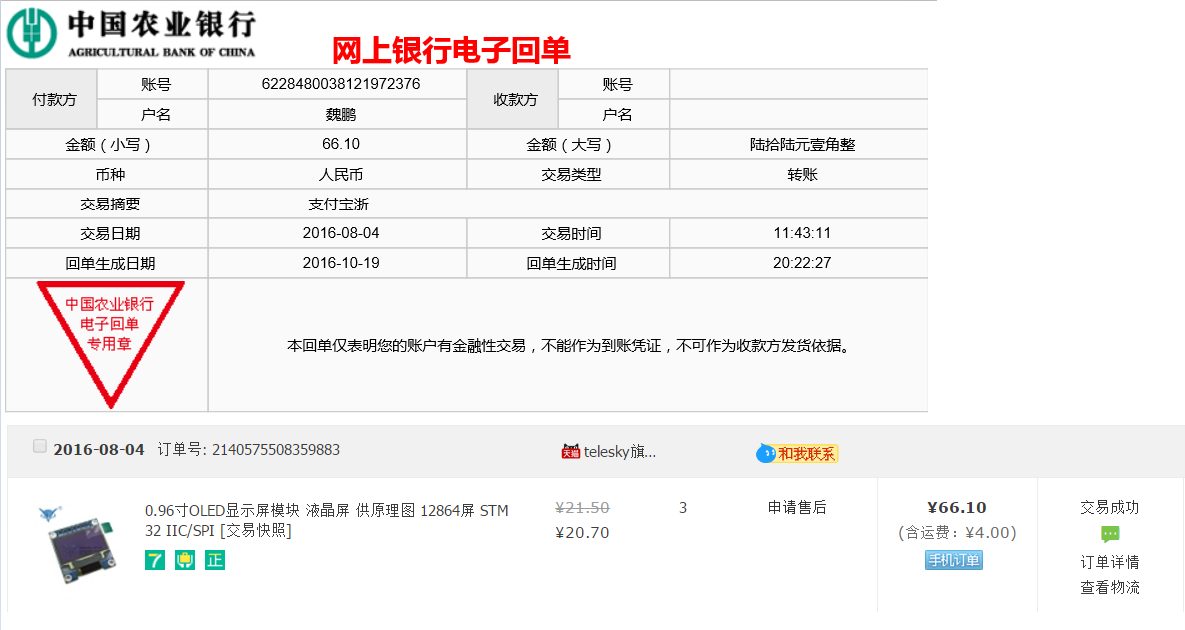 中国农业银行
AGRICULTURAL BANK OF CHINA
网上银行电子回单
付款方 账号 6228480038121972376 收款方 账号
户名 魏鹏 户名
金额（小写） 66.10 金额（大写） 陆拾陆元壹角整
币种 人民币 交易类型 转账
交易摘要 支付宝浙
交易日期 2016-08-04 交易时间 11:43:11
回单生成日期 2016-10-19 回单生成时间 20:22:27
中国农业银行
电子回单
专用章
本回单仅表明您的账户有金融性交易，不能作为到账凭证，不可作为收款方发货依据。
2016-08-04 订单号: 2140575508359883 天猫 telesky旗... 和我联系
0.96寸OLED显示屏模块 液晶屏 供原理图 12864屏 STM ¥21.50 3 申请售后 ¥66.10 交易成功
32 IIC/SPI [交易快照] ¥20.70 (含运费：¥4.00)
7 正 手机订单 订单详情
查看物流